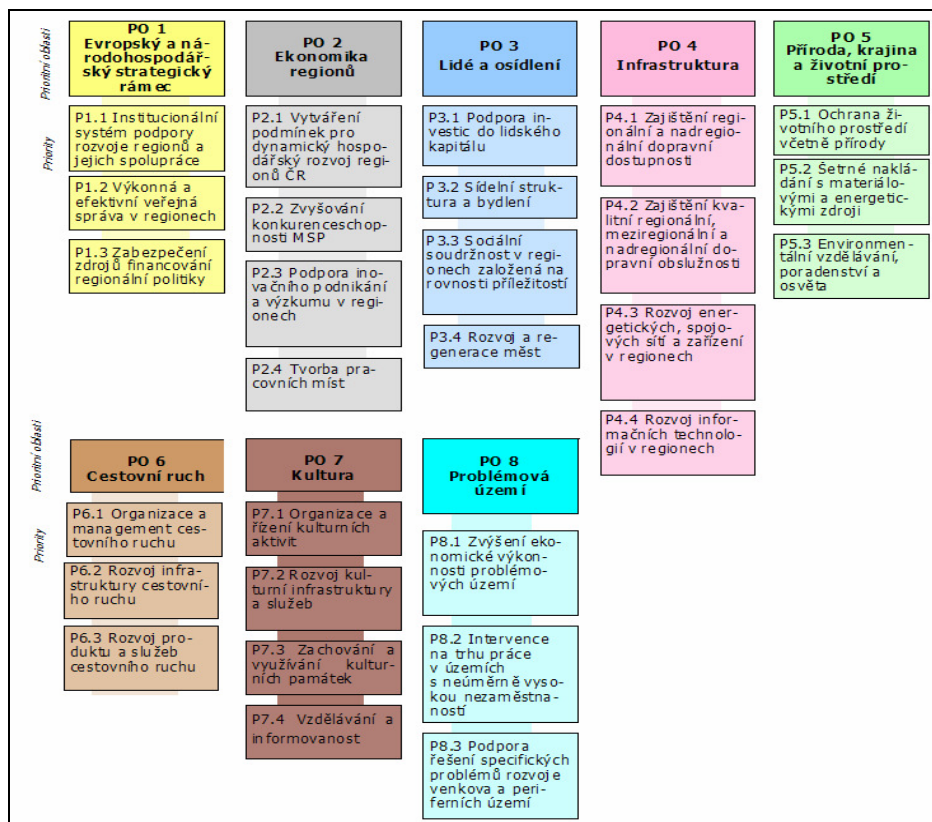 Prioritní oblasti
PO 1
Evropský a ná-
rodohospodář-
ský strategický
rámec
PO 2
Ekonomika
regionů
PO 3
Lidé a osídlení
PO 4
Infrastruktura
PO 5
Příroda, krajina
a životní pro-
středí
Priority
P1.1 Institucionální
systém podpory
rozvoje regionů a
jejich spolupráce
P1.2 Výkonná a
efektivní veřejná
správa v regionech
P1.3 Zabezpečení
zdrojů financování
regionální politiky
P2.1 Vytváření
podmínek pro
dynamický hospo-
dářský rozvoj regi-
onů ČR
P2.2 Zvyšování
konkurenceschop-
nosti MSP
P2.3 Podpora ino-
vačního podnikání
a výzkumu v regi-
onech
P2.4 Tvorba pra-
covních míst
P3.1 Podpora in-
vestic do lidského
kapitálu
P3.2 Sídelní struk-
tura a bydlení
P3.3 Sociální
soudržnost v regi-
onech založená na
rovnosti příležitostí
P3.4 Rozvoj a re-
generace měst
P4.1 Zajištění regi-
onální a nadregio-
nální dopravní
dostupnosti
P4.2 Zajištění kva-
litní regionální,
meziregionální a
nadregionální do-
pravní obslužnosti
P4.3 Rozvoj ener-
getických, spojo-
vých sítí a zařízení
v regionech
P4.4 Rozvoj infor-
mačních technolo-
gií v regionech
P5.1 Ochrana ži-
votního prostředí
včetně přírody
P5.2 Šetrné naklá-
dání s materiálo-
vými a energetic-
kými zdroji
P5.3 Environmen-
tální vzdělávání,
poradenství a
osvěta
Prioritní oblasti
PO 6
Cestovní ruch
PO 7
Kultura
PO 8
Problémová
území
Priority
P6.1 Organizace a
management ces-
tovního ruchu
P6.2 Rozvoj infra-
struktury cestovní-
ho ruchu
P6.3 Rozvoj pro-
duktu a služeb
cestovního ruchu
P7.1 Organizace a
řízení kulturních
aktivit
P7.2 Rozvoj kul-
turní infrastruktury
a služeb
P7.3 Zachování a
využívání kultur-
ních památek
P7.4 Vzdělávání a
informovanost
P8.1 Zvýšení eko-
nomické výkon-
nosti problémo-
vých území
P8.2 Intervence
na trhu práce
v územích
s neúměrně vyso-
kou nezaměstna-
ností
P8.3 Podpora
řešení specifických
problémů rozvoje
venkova a peri-
ferních území